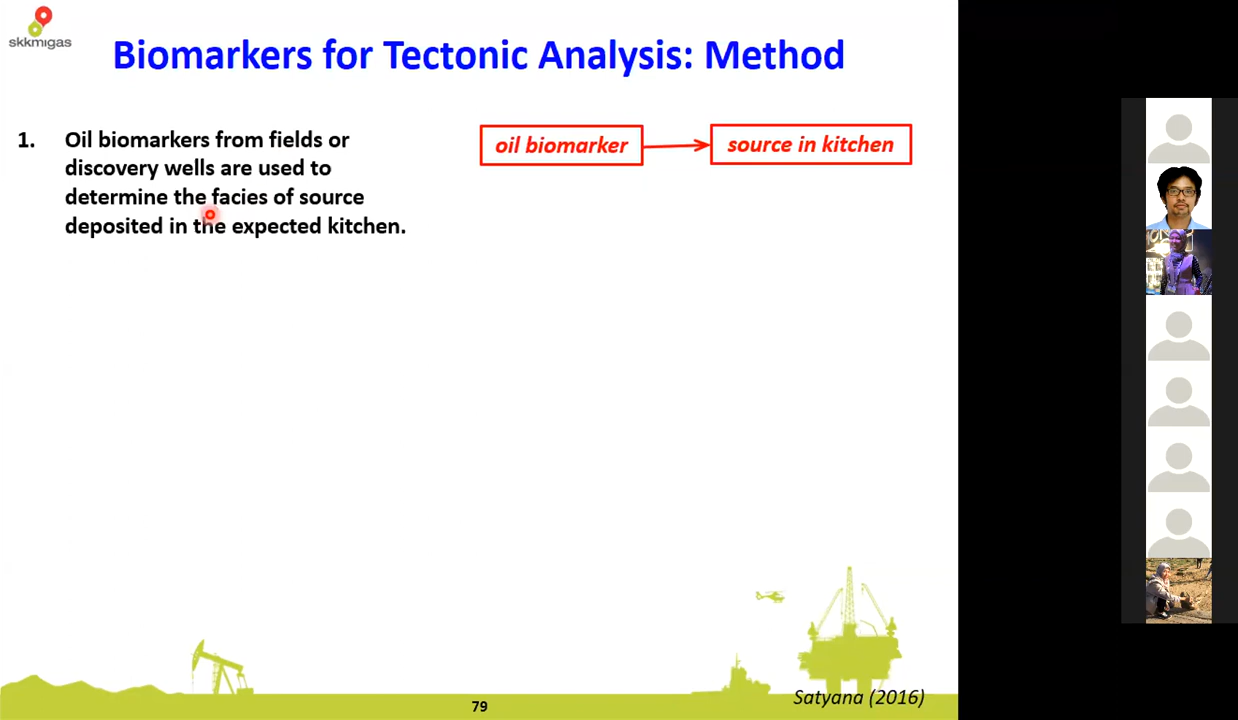 skkmigas
Biomarkers for Tectonic Analysis: Method
1. Oil biomarkers from fields or
discovery wells are used to
determine the facies of source
deposited in the expected kitchen.
oil biomarker
source in kitchen
79
Satyana (2016)